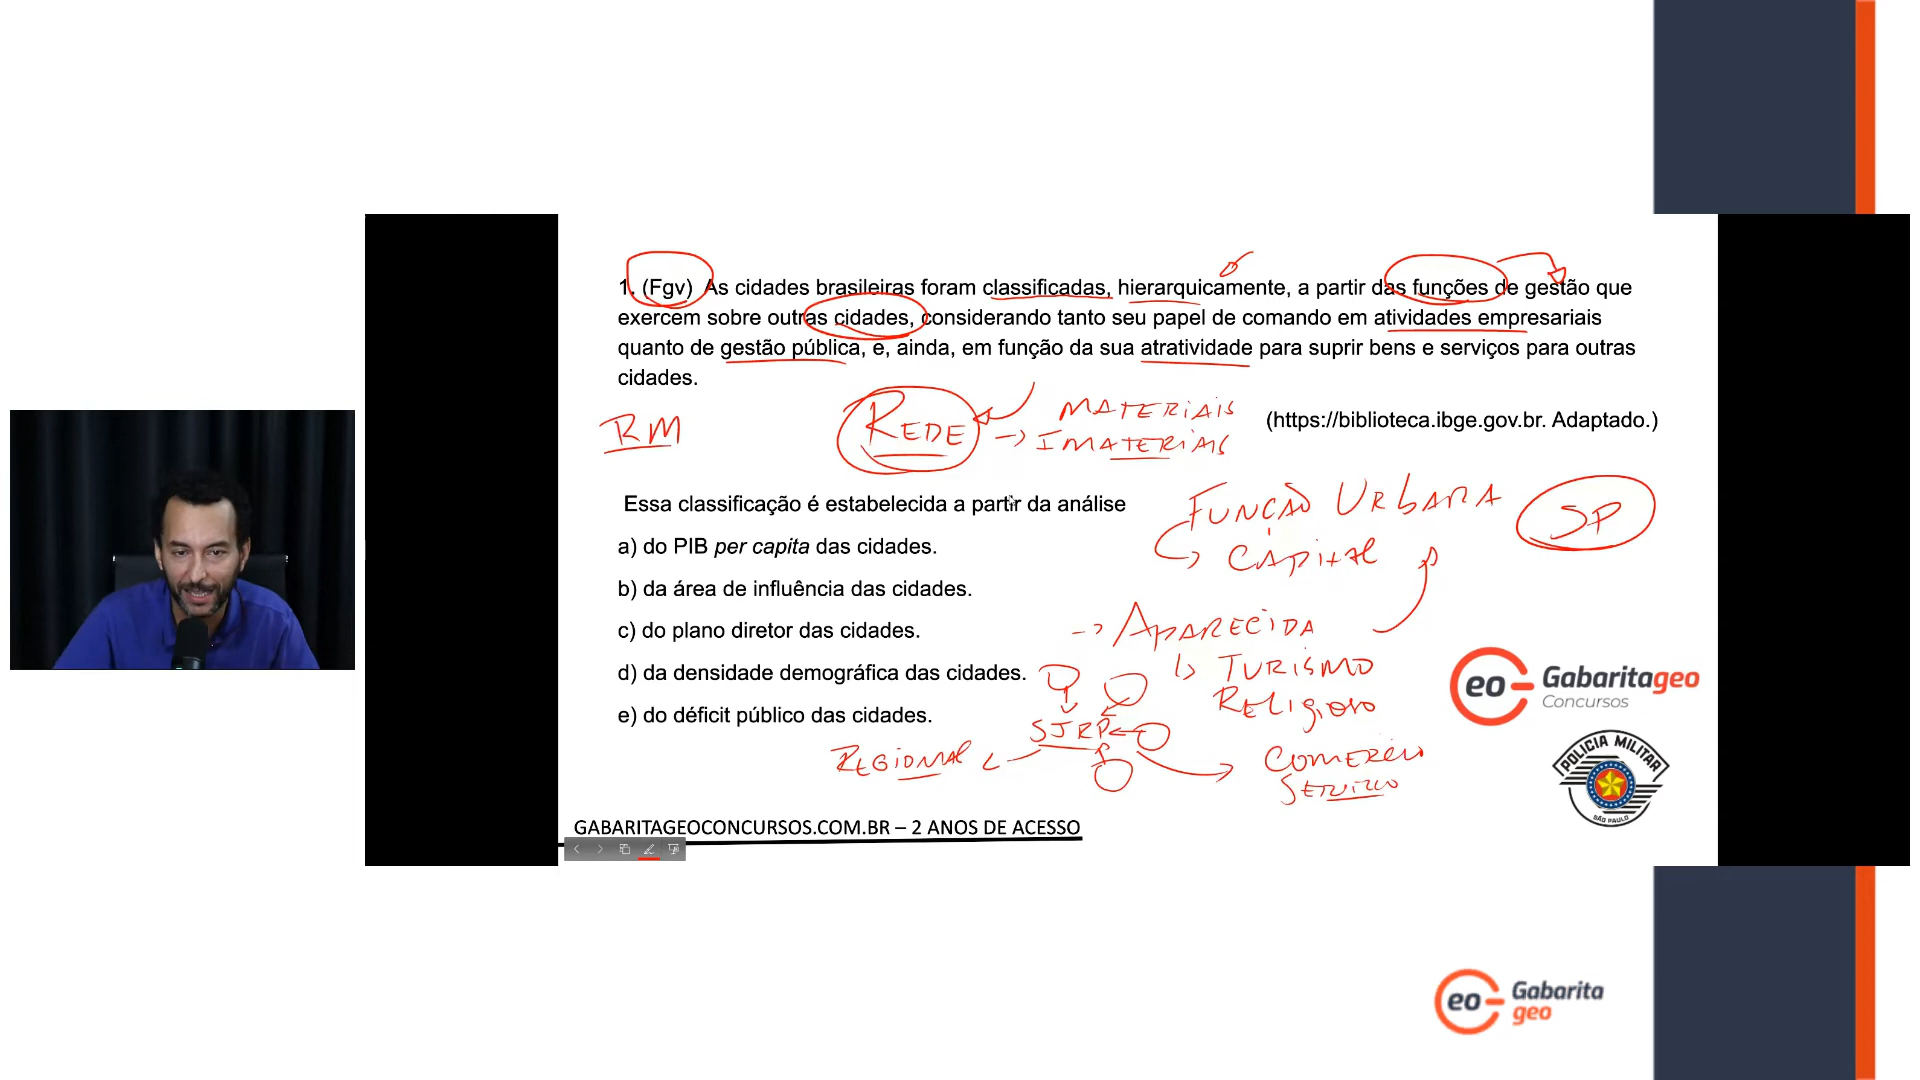 1. (Fgv) As cidades brasileiras foram classificadas, hierarquicamente, a partir das funções de gestão que
exercem sobre outras cidades, considerando tanto seu papel de comando em atividades empresariais
quanto de gestão pública, e, ainda, em função da sua atratividade para suprir bens e serviços para outras
cidades.
RM
REDE
MATERIAIS
IMATERIAIS
(https://biblioteca.ibge.gov.br. Adaptado.)
Essa classificação é estabelecida a partir da análise
FUNÇÃO URBANA
SP
CAPITAL
a) do PIB per capita das cidades.
b) da área de influência das cidades.
c) do plano diretor das cidades.
d) da densidade demográfica das cidades.
e) do déficit público das cidades.
APARECIDA
TURISMO
RELIGIOSO
SJRP
REGIONAL
COMÉRCIO
SERVIÇO
eo Gabaritageo
Concursos
POLICIA MILITAR
SÃO PAULO
GABARITAGEOCONCURSOS.COM.BR – 2 ANOS DE ACESSO
eo Gabarita
geo